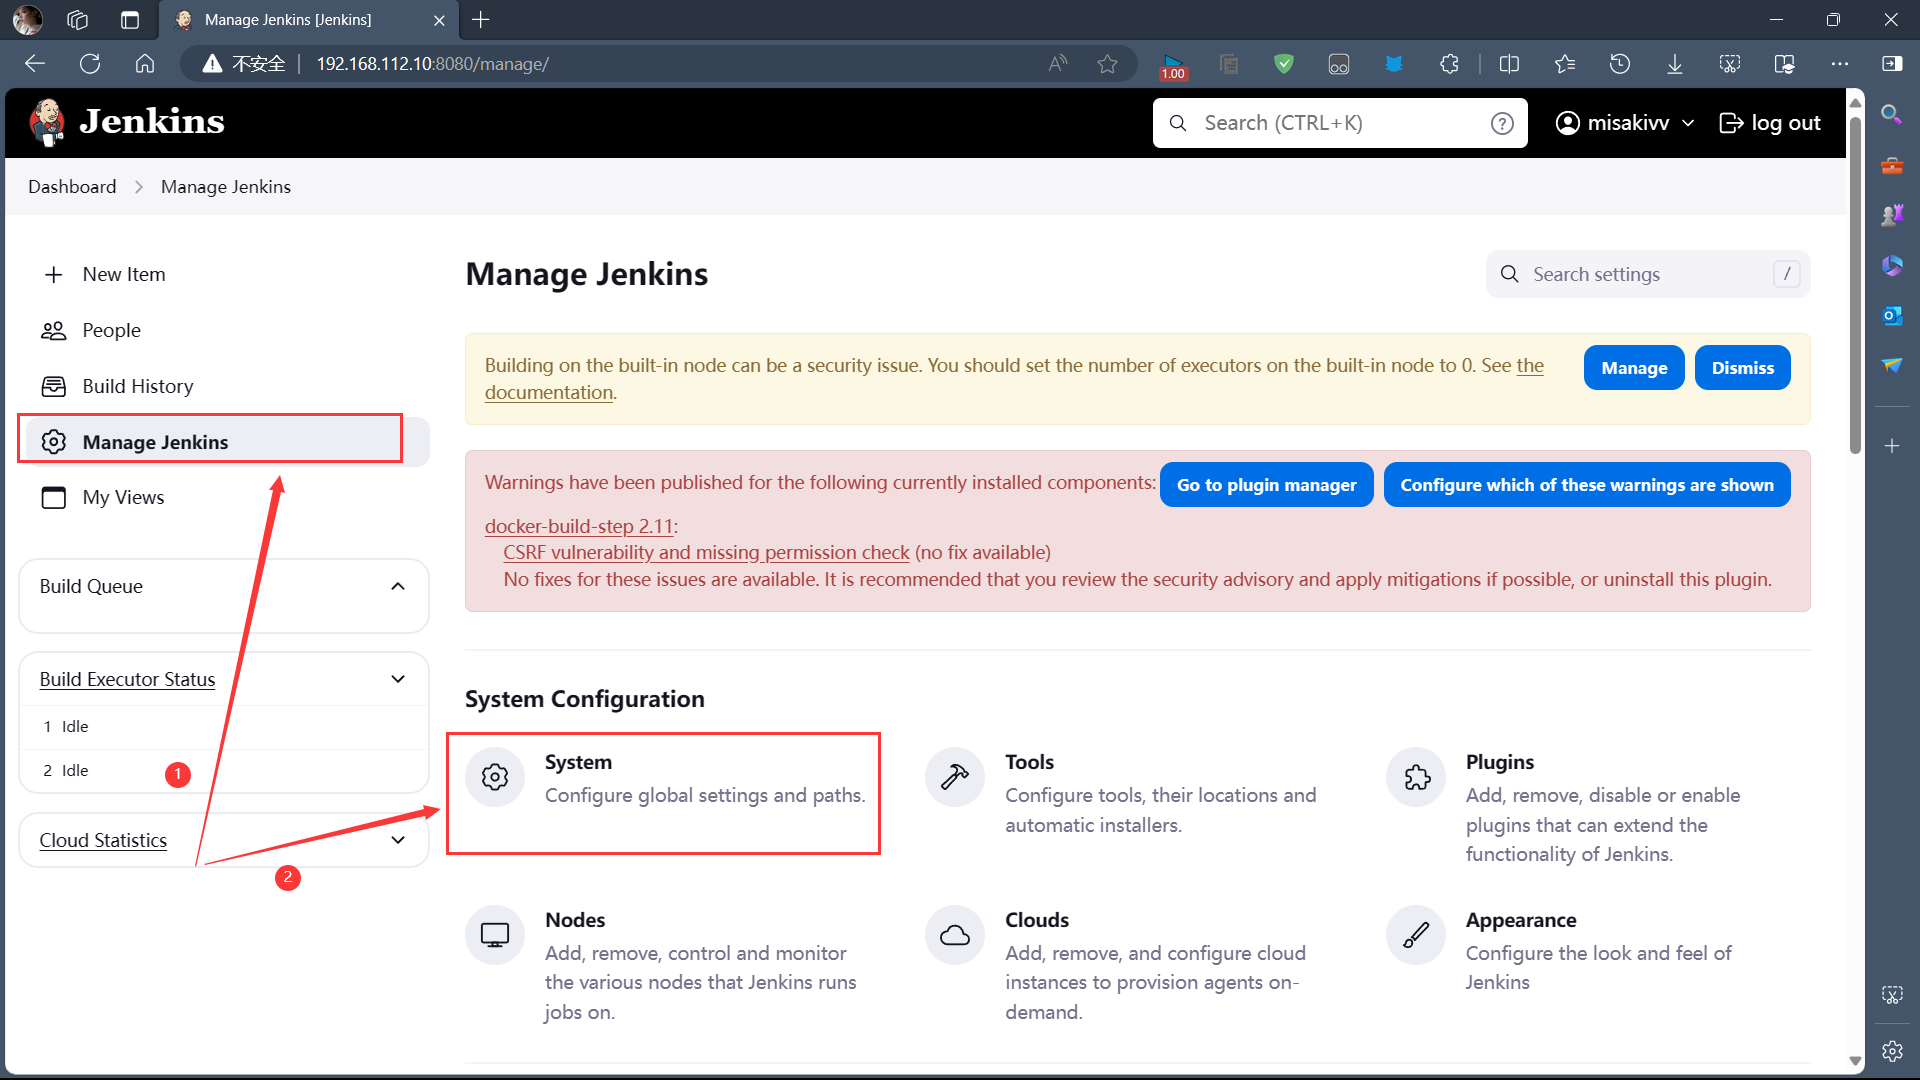 Manage Jenkins [Jenkins]
不安全
192.168.112.10:8080/manage/
1.00
Jenkins
Search (CTRL+K)
misakivv
log out
Dashboard
Manage Jenkins
New Item
People
Build History
Manage Jenkins
My Views
Build Queue
Build Executor Status
1 Idle
2 Idle
1
Cloud Statistics
2
Manage Jenkins
Search settings
/
Building on the built-in node can be a security issue. You should set the number of executors on the built-in node to 0. See the
documentation.
Manage
Dismiss
Warnings have been published for the following currently installed components:
Go to plugin manager
Configure which of these warnings are shown
docker-build-step 2.11:
CSRF vulnerability and missing permission check (no fix available)
No fixes for these issues are available. It is recommended that you review the security advisory and apply mitigations if possible, or uninstall this plugin.
System Configuration
System
Configure global settings and paths.
Tools
Configure tools, their locations and
automatic installers.
Plugins
Add, remove, disable or enable
plugins that can extend the
functionality of Jenkins.
Nodes
Add, remove, control and monitor
the various nodes that Jenkins runs
jobs on.
Clouds
Add, remove, and configure cloud
instances to provision agents on-
demand.
Appearance
Configure the look and feel of
Jenkins